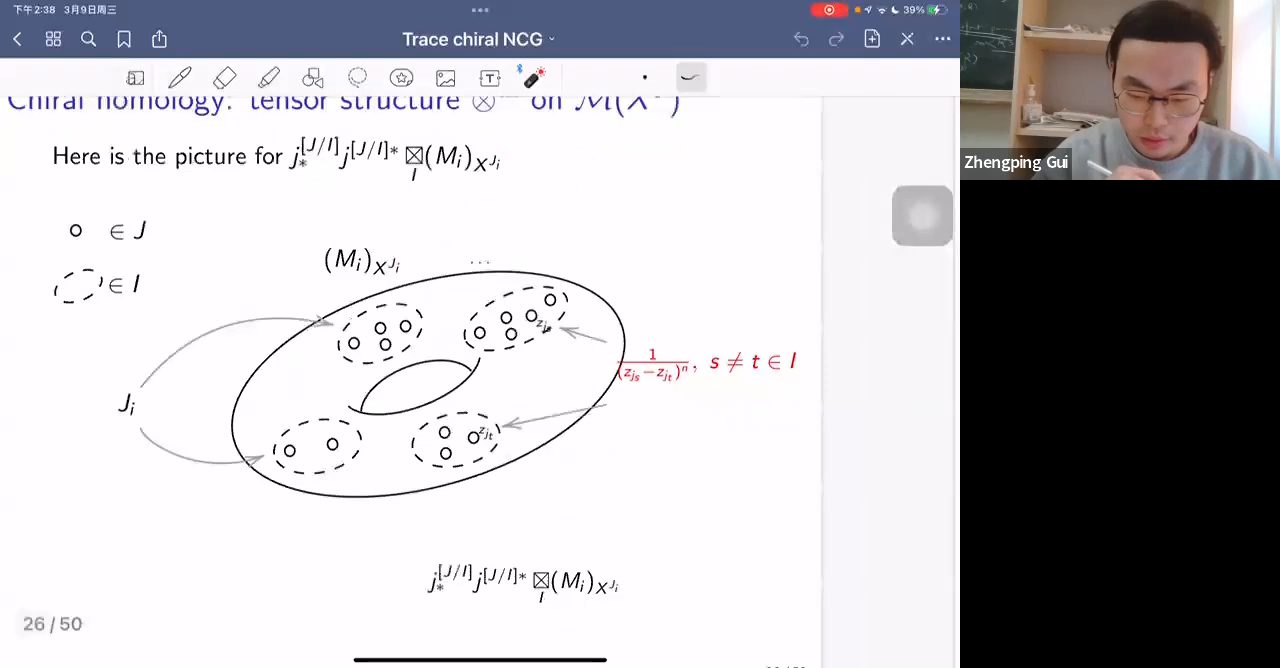 下午2:38 3月9日周三
39%
Trace chiral NCG
Chiral homology: tensor structure ⊗ on M(X
Here is the picture for j_*^{[J/I]} j^{[J/I]*} ⊠_I (M_i)_{X^{J_i}}
∈ J
∈ I
(M_i)_{X^{J_i}} ...
z_{j_s}
1/(z_{j_s} − z_{j_t})^n, s ≠ t ∈ I
J_i
z_{j_t}
j_*^{[J/I]} j^{[J/I]*} ⊠_I (M_i)_{X^{J_i}}
26 / 50
Zhengping Gui